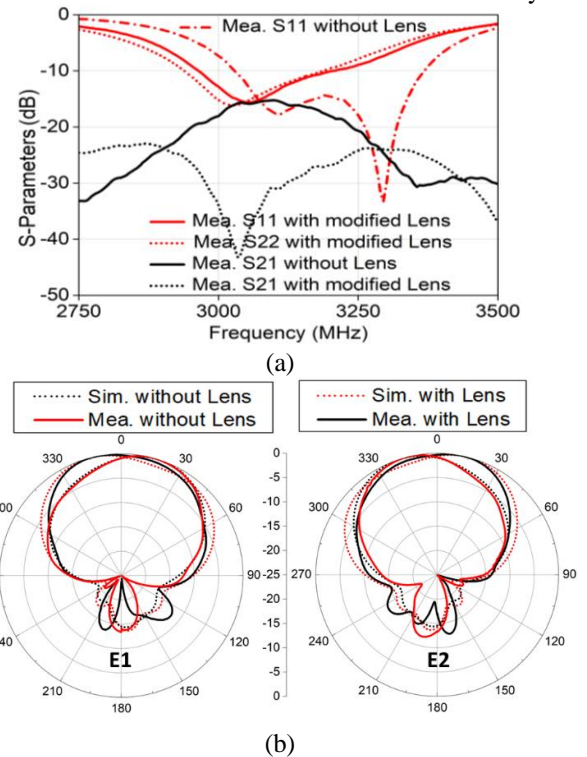 0
Mea. S11 without Lens
-10
-20
-30
-40
-50
S-Parameters (dB)
Mea. S11 with modified Lens
Mea. S22 with modified Lens
Mea. S21 without Lens
Mea. S21 with modified Lens
2750 3000 3250 3500
Frequency (MHz)
(a)
Sim. without Lens
Mea. without Lens
Sim. with Lens
Mea. with Lens
0
330 30
60
90
120
150
180
210
E1
0
-5
-10
-15
-20
-25
-20
-15
-10
-5
0
0
330 30
300 60
270 90
240 120
210 150
180
E2
(b)